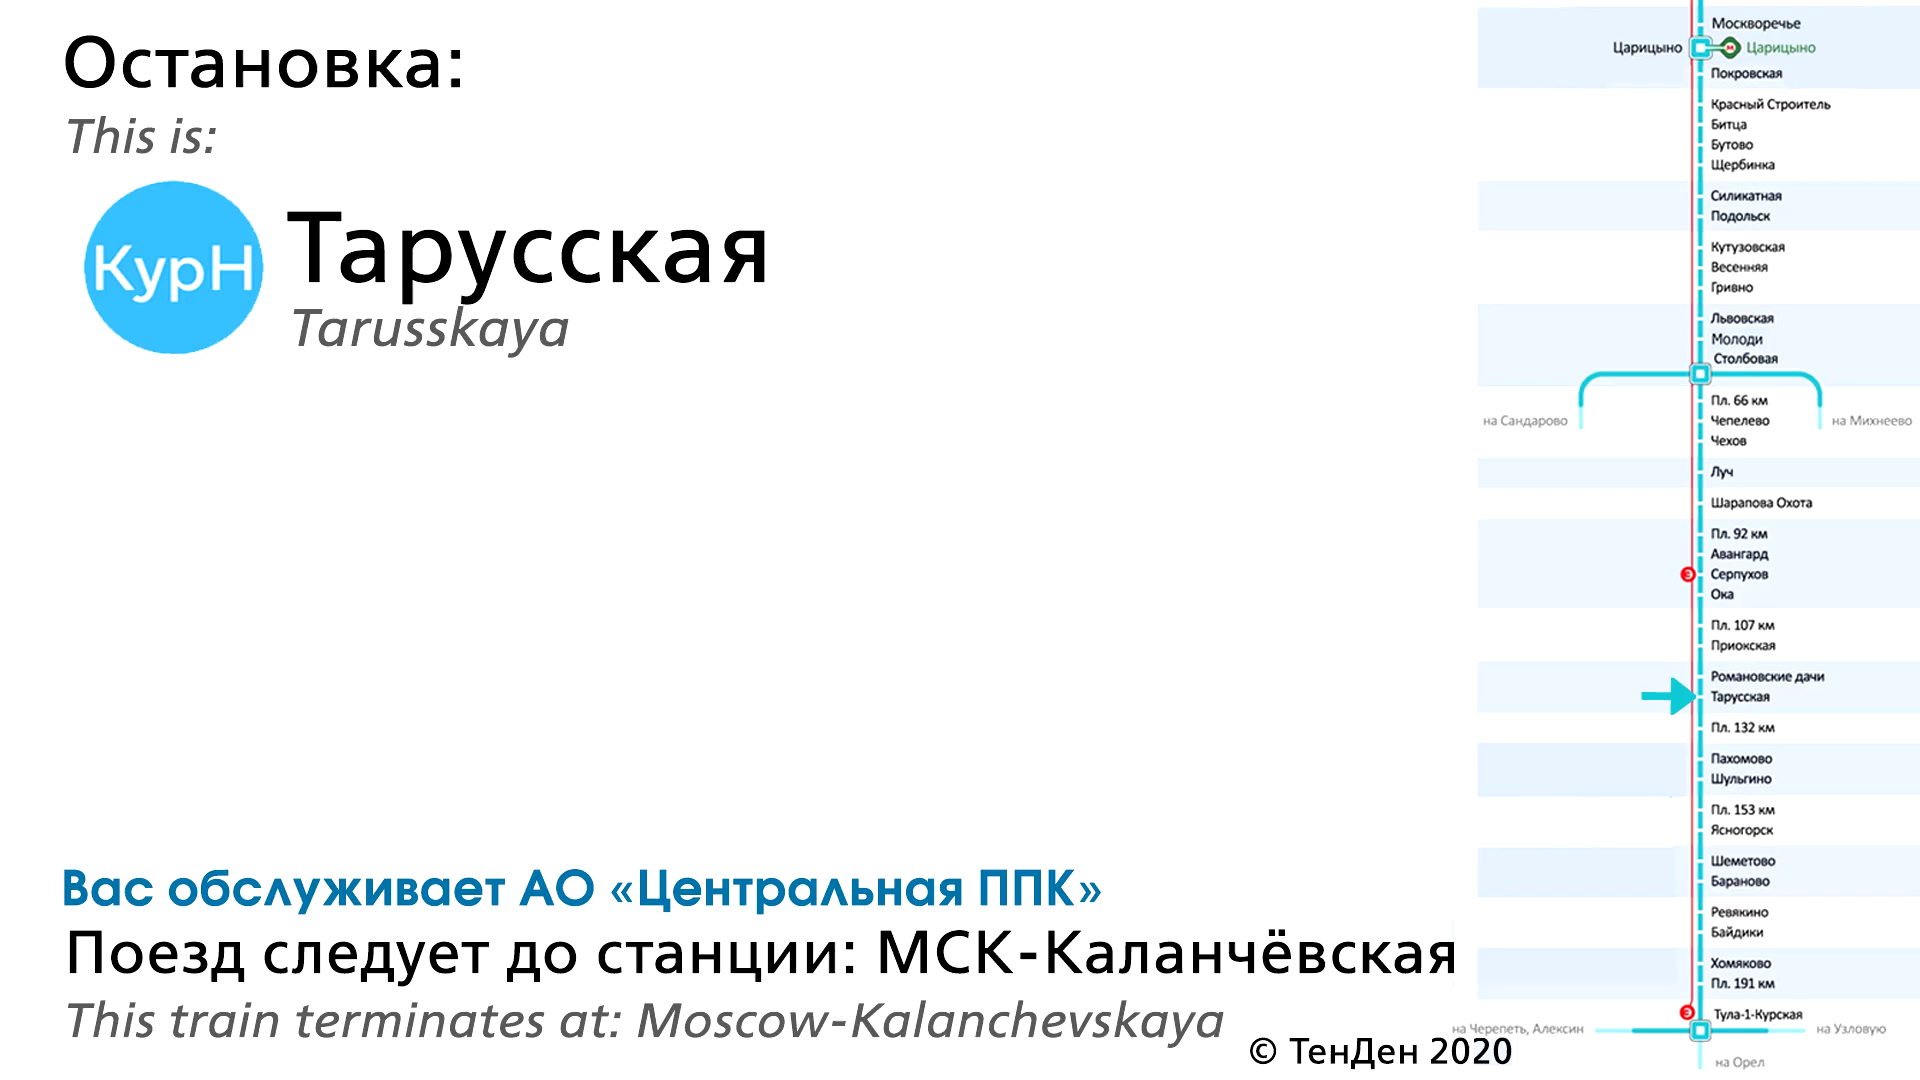 Остановка:
This is:
КурН
Тарусская
Tarusskaya
Вас обслуживает АО «Центральная ППК»
Поезд следует до станции: МСК-Каланчёвская
This train terminates at: Moscow-Kalanchevskaya
© ТенДен 2020
Москворечье
Царицыно
М
Царицыно
Покровская
Красный Строитель
Битца
Бутово
Щербинка
Силикатная
Подольск
Кутузовская
Весенняя
Гривно
Львовская
Молоди
Столбовая
на Сандарово
на Михнеево
Пл. 66 км
Чепелево
Чехов
Луч
Шарапова Охота
Пл. 92 км
Авангард
Э
Серпухов
Ока
Пл. 107 км
Приокская
Романовские дачи
Тарусская
Пл. 132 км
Пахомово
Шульгино
Пл. 153 км
Ясногорск
Шеметово
Бараново
Ревякино
Байдики
Хомяково
Пл. 191 км
Э
Тула-1-Курская
на Черепеть, Алексин
на Узловую
на Орел